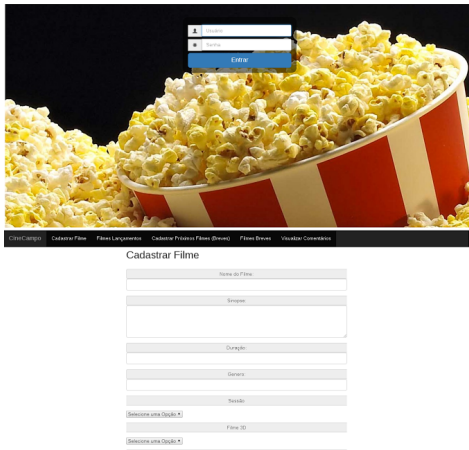 Usuário
Senha
Entrar
CineCampo Cadastrar Filme Filmes Lançamentos Cadastrar Próximos Filmes (Breves) Filmes Breves Visualizar Comentários
Cadastrar Filme
Nome do Filme:
Sinopse:
Duração:
Genero:
Sessão
Selecione uma Opção
Filme 3D
Selecione uma Opção